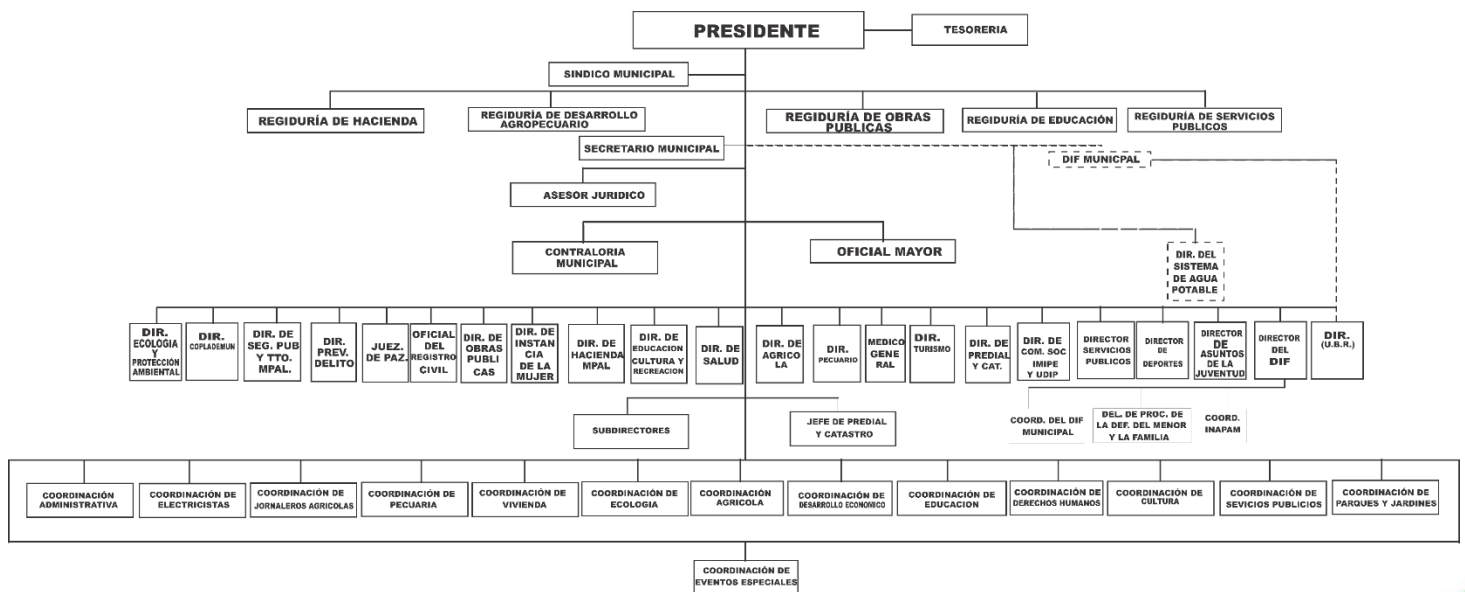 PRESIDENTE
TESORERIA
SINDICO MUNICIPAL
REGIDURÍA DE HACIENDA
REGIDURÍA DE DESARROLLO
AGROPECUARIO
REGIDURÍA DE OBRAS
PUBLICAS
REGIDURÍA DE EDUCACIÓN
REGIDURÍA DE SERVICIOS
PUBLICOS
SECRETARIO MUNICIPAL
DIF MUNICPAL
ASESOR JURIDICO
CONTRALORIA
MUNICIPAL
OFICIAL MAYOR
DIR. DEL
SISTEMA
DE AGUA
POTABLE
DIR.
ECOLOGIA
Y
PROTECCIÓN
AMBIENTAL
DIR.
COPLADEMUN
DIR. DE
SEG. PUB
Y TTO.
MPAL.
DIR.
PREV.
DELITO
JUEZ.
DE PAZ.
OFICIAL
DEL
REGISTRO
CIVIL
DIR. DE
OBRAS
PUBLI
CAS
DIR. DE
INSTAN
CIA DE
LA MUJER
DIR. DE
HACIENDA
MPAL
DIR. DE
EDUCACION
CULTURA Y
RECREACION
DIR. DE
SALUD
DIR. DE
AGRICO
LA
DIR.
PECUARIO
MEDICO
GENE
RAL
DIR.
TURISMO
DIR. DE
PREDIAL
Y CAT.
DIR. DE
COM. SOC
IMIPE
Y UDIP
DIRECTOR
SERVICIOS
PUBLICOS
DIRECTOR
DE
DEPORTES
DIRECTOR
DE
ASUNTOS
DE LA
JUVENTUD
DIRECTOR
DEL
DIF
DIR.
(U.B.R.)
SUBDIRECTORES
JEFE DE PREDIAL
Y CATASTRO
COORD. DEL DIF
MUNICIPAL
DEL. DE PROC. DE
LA DEF. DEL MENOR
Y LA FAMILIA
COORD.
INAPAM
COORDINACIÓN
ADMINISTRATIVA
COORDINACIÓN DE
ELECTRICISTAS
COORDINACIÓN DE
JORNALEROS AGRICOLAS
COORDINACIÓN DE
PECUARIA
COORDINACIÓN DE
VIVIENDA
COORDINACIÓN DE
ECOLOGIA
COORDINACIÓN
AGRICOLA
COORDINACIÓN DE
DESARROLLO ECONOMICO
COORDINACIÓN DE
EDUCACION
COORDINACIÓN DE
DERECHOS HUMANOS
COORDINACIÓN DE
CULTURA
COORDINACIÓN DE
SEVICIOS PUBLICIOS
COORDINACIÓN DE
PARQUES Y JARDINES
COORDINACIÓN DE
EVENTOS ESPECIALES